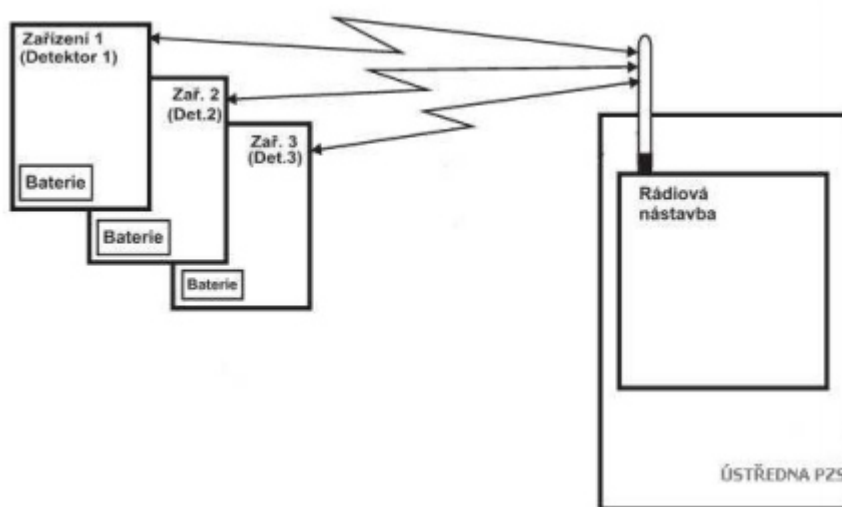 Zařízení 1
(Detektor 1)
Baterie
Zař. 2
(Det.2)
Baterie
Zař. 3
(Det.3)
Baterie
Rádiová
nástavba
ÚSTŘEDNA PZS